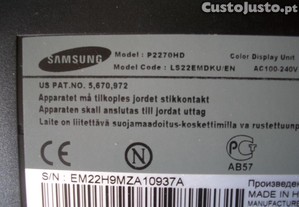 CustoJusto.pt
SAMSUNG
Model : P2270HD
Color Display Unit
Model Code : LS22EMDKU/EN
AC100-240V
US PAT.NO. 5,670,972
Apparatet må tilkoples jordet stikkontakt
Apparaten skall anslutas till jordat uttag
Laite on liitettävä suojamaadoitus-koskettimilla va rustettuun
PG
AB57
S/N : EM22H9MZA10937A
Произведе
MADE IN H